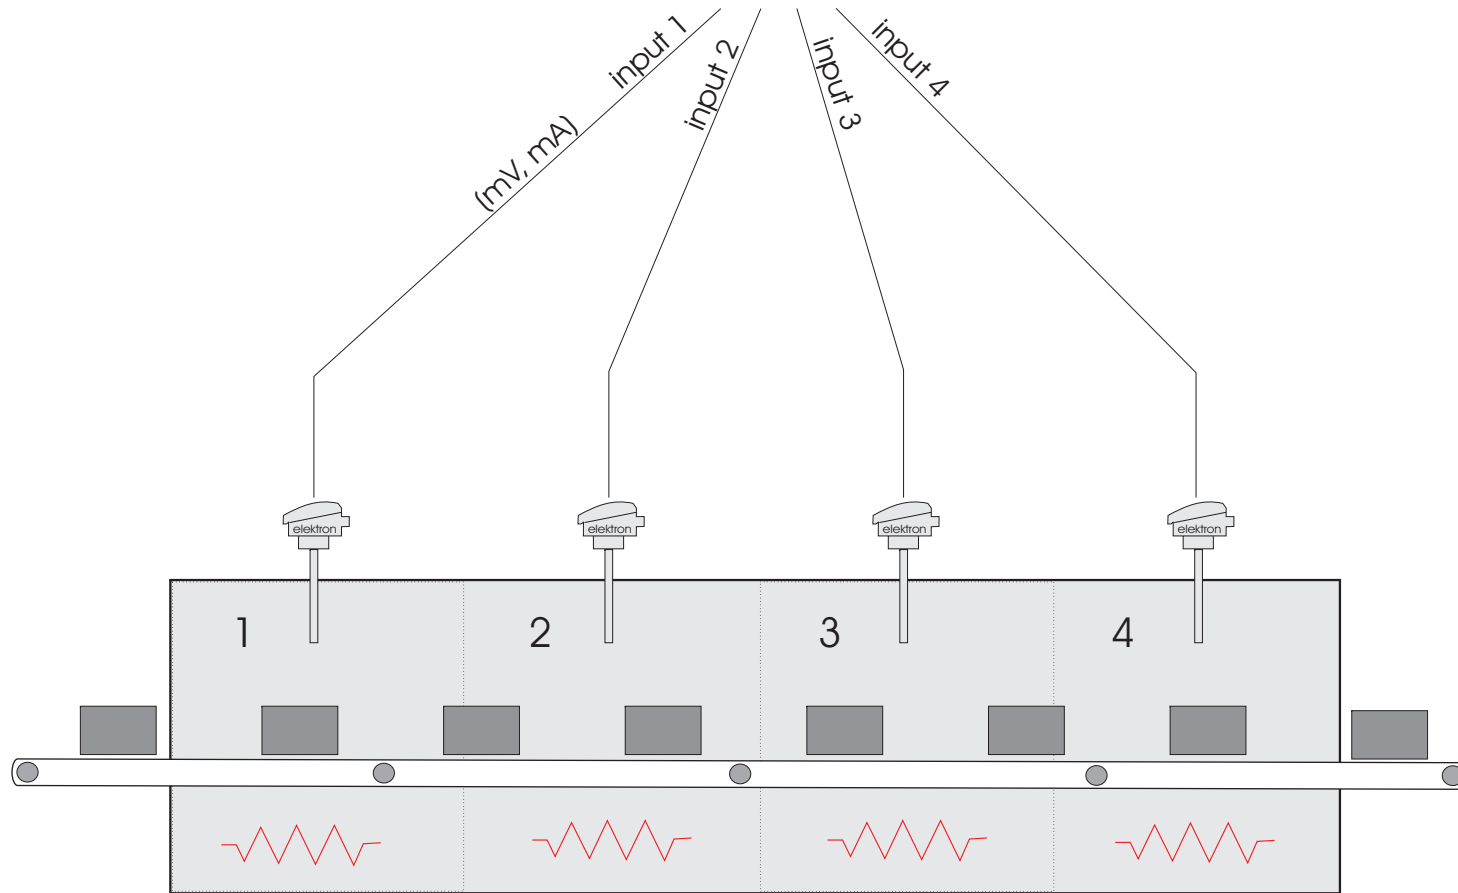 input 1
input 2
input 3
input 4
(mV, mA)
elektron
elektron
elektron
elektron
1
2
3
4